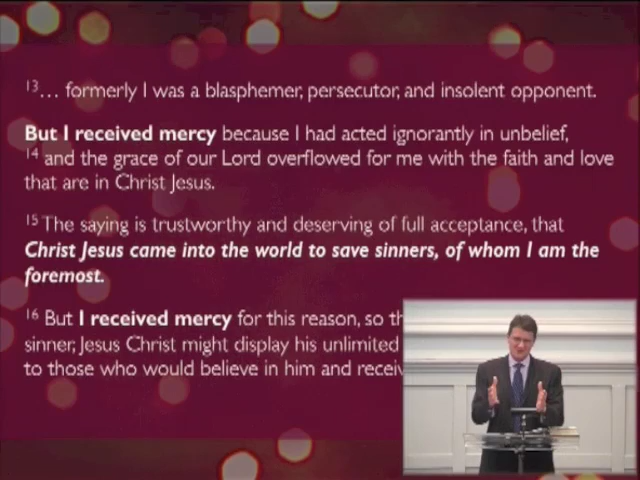 13… formerly I was a blasphemer, persecutor, and insolent opponent.
But I received mercy because I had acted ignorantly in unbelief,
14 and the grace of our Lord overflowed for me with the faith and love
that are in Christ Jesus.
15 The saying is trustworthy and deserving of full acceptance, that
Christ Jesus came into the world to save sinners, of whom I am the
foremost.
16 But I received mercy for this reason, so th
sinner, Jesus Christ might display his unlimited
to those who would believe in him and receiv